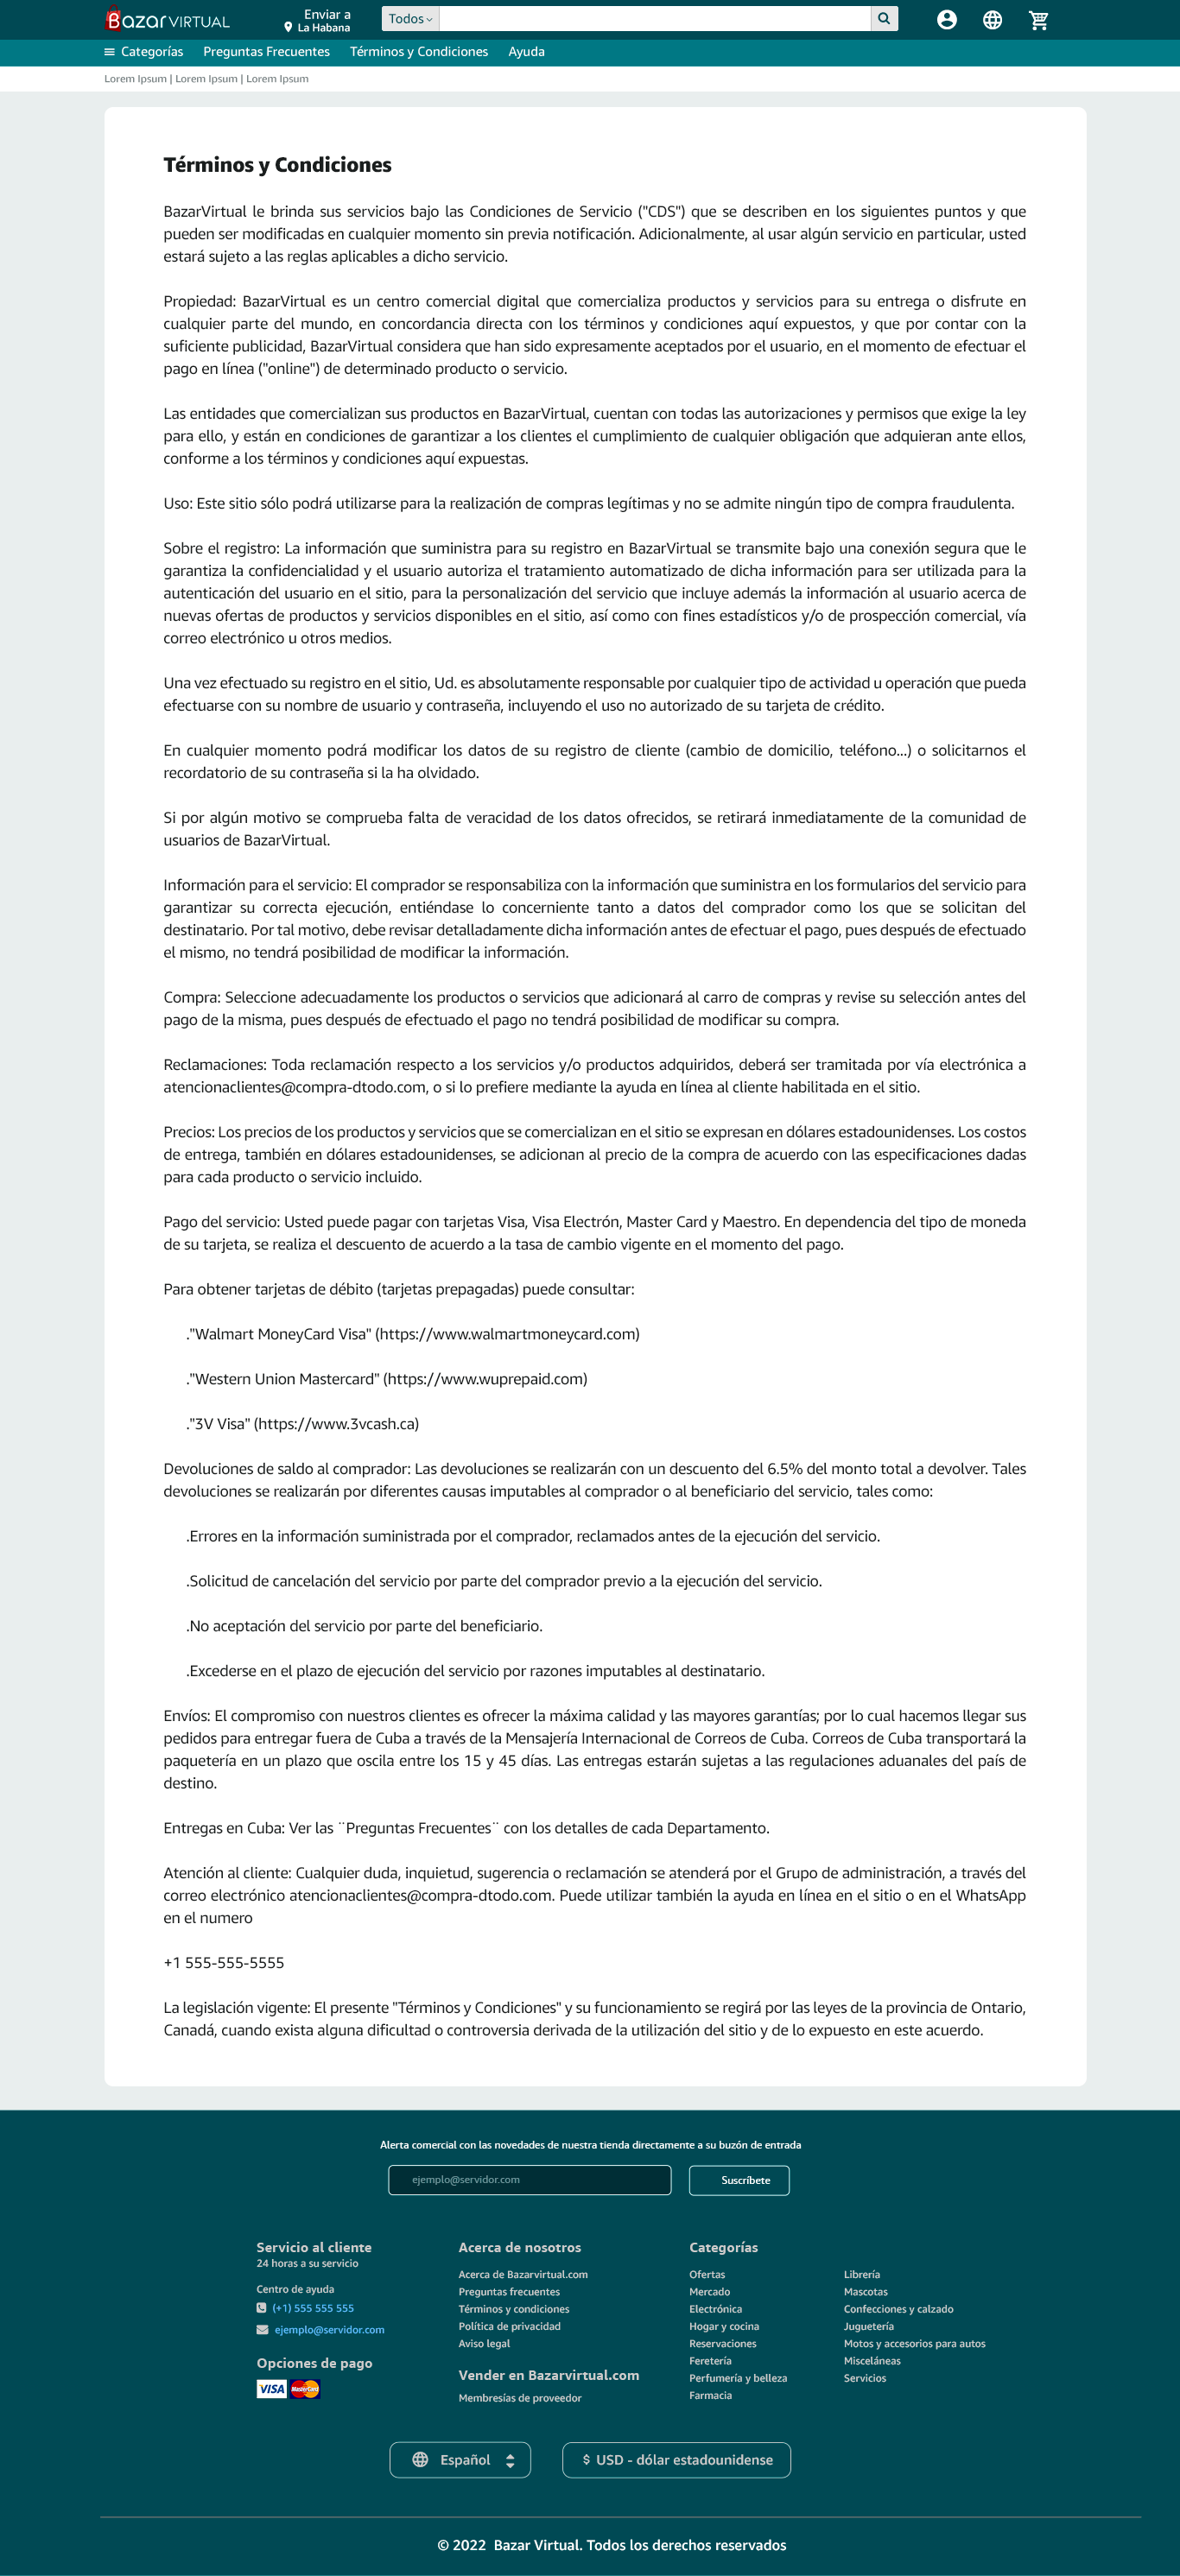 BazarVIRTUAL
Enviar a
La Habana
Todos
Categorías Preguntas Frecuentes Términos y Condiciones Ayuda
Lorem Ipsum | Lorem Ipsum | Lorem Ipsum
Términos y Condiciones
BazarVirtual le brinda sus servicios bajo las Condiciones de Servicio ("CDS") que se describen en los siguientes puntos y que
pueden ser modificadas en cualquier momento sin previa notificación. Adicionalmente, al usar algún servicio en particular, usted
estará sujeto a las reglas aplicables a dicho servicio.
Propiedad: BazarVirtual es un centro comercial digital que comercializa productos y servicios para su entrega o disfrute en
cualquier parte del mundo, en concordancia directa con los términos y condiciones aquí expuestos, y que por contar con la
suficiente publicidad, BazarVirtual considera que han sido expresamente aceptados por el usuario, en el momento de efectuar el
pago en línea ("online") de determinado producto o servicio.
Las entidades que comercializan sus productos en BazarVirtual, cuentan con todas las autorizaciones y permisos que exige la ley
para ello, y están en condiciones de garantizar a los clientes el cumplimiento de cualquier obligación que adquieran ante ellos,
conforme a los términos y condiciones aquí expuestas.
Uso: Este sitio sólo podrá utilizarse para la realización de compras legítimas y no se admite ningún tipo de compra fraudulenta.
Sobre el registro: La información que suministra para su registro en BazarVirtual se transmite bajo una conexión segura que le
garantiza la confidencialidad y el usuario autoriza el tratamiento automatizado de dicha información para ser utilizada para la
autenticación del usuario en el sitio, para la personalización del servicio que incluye además la información al usuario acerca de
nuevas ofertas de productos y servicios disponibles en el sitio, así como con fines estadísticos y/o de prospección comercial, vía
correo electrónico u otros medios.
Una vez efectuado su registro en el sitio, Ud. es absolutamente responsable por cualquier tipo de actividad u operación que pueda
efectuarse con su nombre de usuario y contraseña, incluyendo el uso no autorizado de su tarjeta de crédito.
En cualquier momento podrá modificar los datos de su registro de cliente (cambio de domicilio, teléfono...) o solicitarnos el
recordatorio de su contraseña si la ha olvidado.
Si por algún motivo se comprueba falta de veracidad de los datos ofrecidos, se retirará inmediatamente de la comunidad de
usuarios de BazarVirtual.
Información para el servicio: El comprador se responsabiliza con la información que suministra en los formularios del servicio para
garantizar su correcta ejecución, entiéndase lo concerniente tanto a datos del comprador como los que se solicitan del
destinatario. Por tal motivo, debe revisar detalladamente dicha información antes de efectuar el pago, pues después de efectuado
el mismo, no tendrá posibilidad de modificar la información.
Compra: Seleccione adecuadamente los productos o servicios que adicionará al carro de compras y revise su selección antes del
pago de la misma, pues después de efectuado el pago no tendrá posibilidad de modificar su compra.
Reclamaciones: Toda reclamación respecto a los servicios y/o productos adquiridos, deberá ser tramitada por vía electrónica a
atencionaclientes@compra-dtodo.com, o si lo prefiere mediante la ayuda en línea al cliente habilitada en el sitio.
Precios: Los precios de los productos y servicios que se comercializan en el sitio se expresan en dólares estadounidenses. Los costos
de entrega, también en dólares estadounidenses, se adicionan al precio de la compra de acuerdo con las especificaciones dadas
para cada producto o servicio incluido.
Pago del servicio: Usted puede pagar con tarjetas Visa, Visa Electrón, Master Card y Maestro. En dependencia del tipo de moneda
de su tarjeta, se realiza el descuento de acuerdo a la tasa de cambio vigente en el momento del pago.
Para obtener tarjetas de débito (tarjetas prepagadas) puede consultar:
."Walmart MoneyCard Visa" (https://www.walmartmoneycard.com)
."Western Union Mastercard" (https://www.wuprepaid.com)
."3V Visa" (https://www.3vcash.ca)
Devoluciones de saldo al comprador: Las devoluciones se realizarán con un descuento del 6.5% del monto total a devolver. Tales
devoluciones se realizarán por diferentes causas imputables al comprador o al beneficiario del servicio, tales como:
.Errores en la información suministrada por el comprador, reclamados antes de la ejecución del servicio.
.Solicitud de cancelación del servicio por parte del comprador previo a la ejecución del servicio.
.No aceptación del servicio por parte del beneficiario.
.Excederse en el plazo de ejecución del servicio por razones imputables al destinatario.
Envíos: El compromiso con nuestros clientes es ofrecer la máxima calidad y las mayores garantías; por lo cual hacemos llegar sus
pedidos para entregar fuera de Cuba a través de la Mensajería Internacional de Correos de Cuba. Correos de Cuba transportará la
paquetería en un plazo que oscila entre los 15 y 45 días. Las entregas estarán sujetas a las regulaciones aduanales del país de
destino.
Entregas en Cuba: Ver las ¨Preguntas Frecuentes¨ con los detalles de cada Departamento.
Atención al cliente: Cualquier duda, inquietud, sugerencia o reclamación se atenderá por el Grupo de administración, a través del
correo electrónico atencionaclientes@compra-dtodo.com. Puede utilizar también la ayuda en línea en el sitio o en el WhatsApp
en el numero
+1 555-555-5555
La legislación vigente: El presente "Términos y Condiciones" y su funcionamiento se regirá por las leyes de la provincia de Ontario,
Canadá, cuando exista alguna dificultad o controversia derivada de la utilización del sitio y de lo expuesto en este acuerdo.
Alerta comercial con las novedades de nuestra tienda directamente a su buzón de entrada
ejemplo@servidor.com
Suscríbete
Servicio al cliente
24 horas a su servicio
Centro de ayuda
(+1) 555 555 555
ejemplo@servidor.com
Opciones de pago
VISA MasterCard
Acerca de nosotros
Acerca de Bazarvirtual.com
Preguntas frecuentes
Términos y condiciones
Política de privacidad
Aviso legal
Vender en Bazarvirtual.com
Membresías de proveedor
Categorías
Ofertas
Mercado
Electrónica
Hogar y cocina
Reservaciones
Feretería
Perfumería y belleza
Farmacia
Librería
Mascotas
Confecciones y calzado
Juguetería
Motos y accesorios para autos
Misceláneas
Servicios
Español
$ USD - dólar estadounidense
© 2022 Bazar Virtual. Todos los derechos reservados